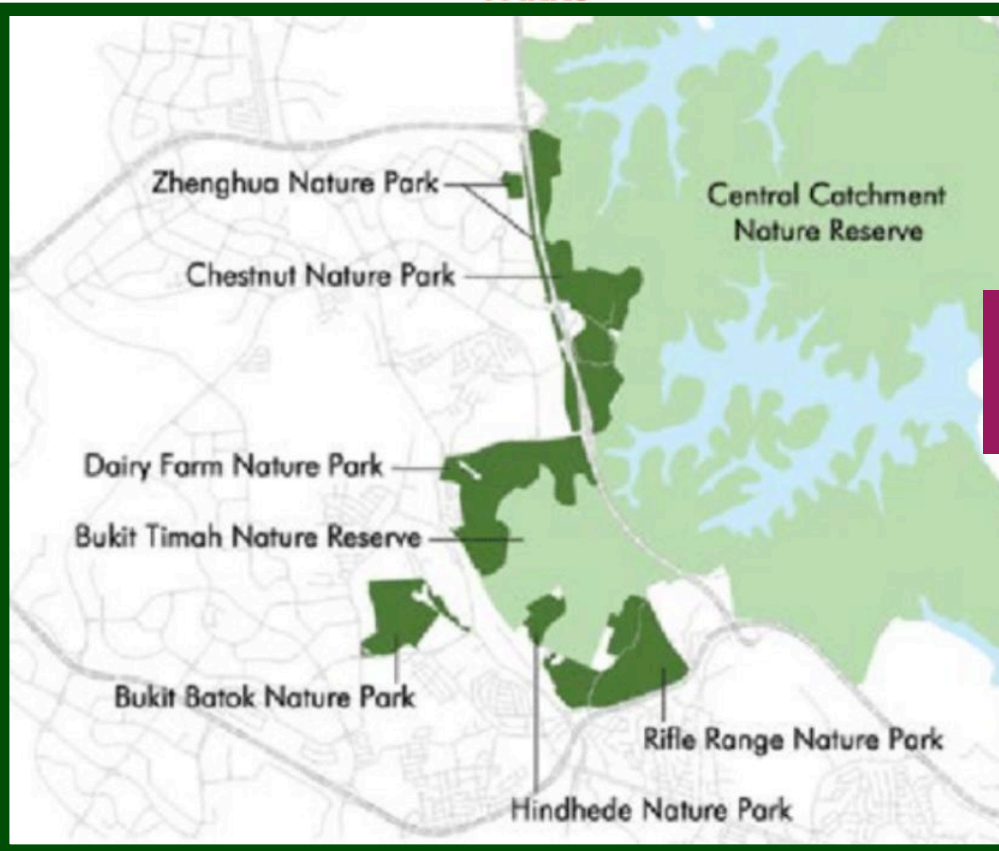 Zhenghua Nature Park
Central Catchment
Nature Reserve
Chestnut Nature Park
Dairy Farm Nature Park
Bukit Timah Nature Reserve
Bukit Batok Nature Park
Rifle Range Nature Park
Hindhede Nature Park